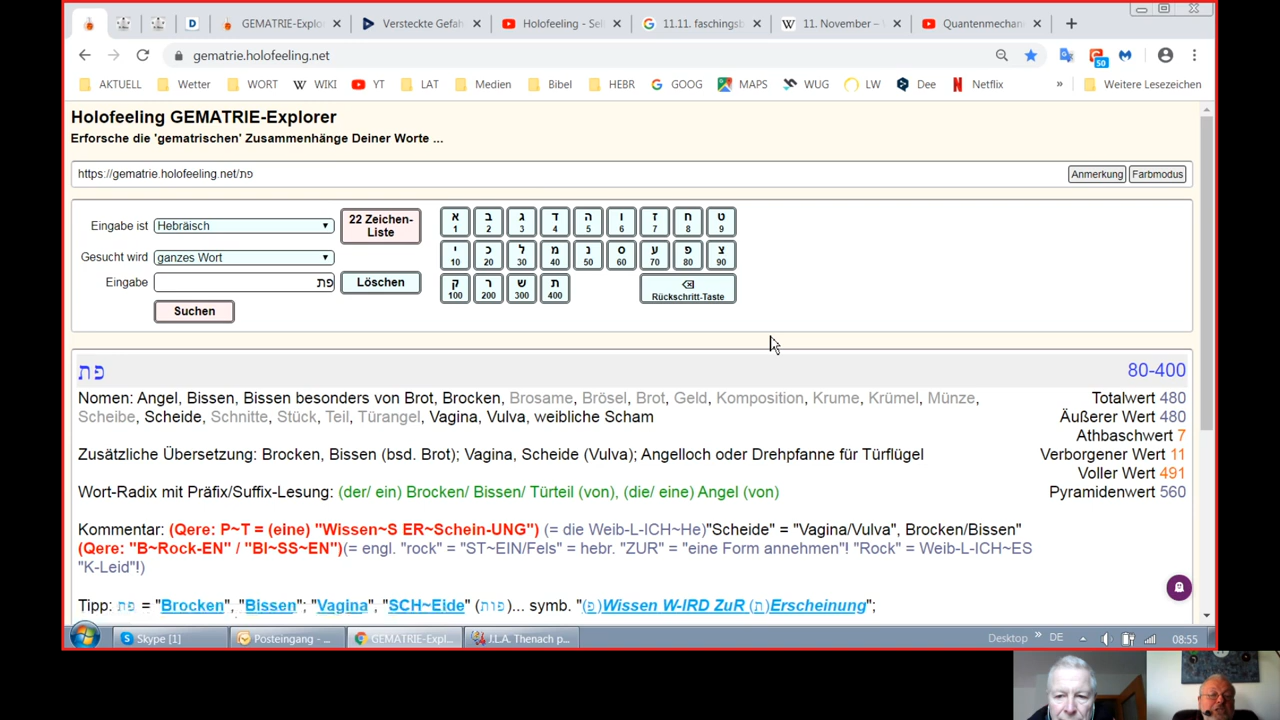 GEMATRIE-Explo
Versteckte Gefah
Holofeeling - Sel
11.11. faschingsb
11. November –
Quantenmechan
gematrie.holofeeling.net
50
AKTUELL Wetter WORT WIKI YT LAT Medien Bibel HEBR GOOG MAPS WUG LW Dee Netflix » Weitere Lesezeichen
Holofeeling GEMATRIE-Explorer
Erforsche die 'gematrischen' Zusammenhänge Deiner Worte ...
https://gematrie.holofeeling.net/פת
Anmerkung Farbmodus
Eingabe ist Hebräisch
22 Zeichen-
Liste
Gesucht wird ganzes Wort
Eingabe פת Löschen
Suchen
א ב ג ד ה ו ז ח ט
1 2 3 4 5 6 7 8 9
י כ ל מ נ ס ע פ צ
10 20 30 40 50 60 70 80 90
ק ר ש ת
100 200 300 400 Rückschritt-Taste
פת 80-400
Nomen: Angel, Bissen, Bissen besonders von Brot, Brocken, Brosame, Brösel, Brot, Geld, Komposition, Krume, Krümel, Münze,
Scheibe, Scheide, Schnitte, Stück, Teil, Türangel, Vagina, Vulva, weibliche Scham
Totalwert 480
Äußerer Wert 480
Athbaschwert 7
Verborgener Wert 11
Voller Wert 491
Pyramidenwert 560
Zusätzliche Übersetzung: Brocken, Bissen (bsd. Brot); Vagina, Scheide (Vulva); Angelloch oder Drehpfanne für Türflügel
Wort-Radix mit Präfix/Suffix-Lesung: (der/ ein) Brocken/ Bissen/ Türteil (von), (die/ eine) Angel (von)
Kommentar: (Qere: P~T = (eine) "Wissen~S ER~Schein-UNG") (= die Weib-L-ICH~He)"Scheide" = "Vagina/Vulva", Brocken/Bissen"
(Qere: "B~Rock-EN" / "BI~SS~EN")(= engl. "rock" = "ST~EIN/Fels" = hebr. "ZUR" = "eine Form annehmen"! "Rock" = Weib-L-ICH~ES
"K-Leid"!)
Tipp: פת = "Brocken", "Bissen"; "Vagina", "SCH~Eide" (פות)... symb. "(פ)Wissen W-IRD ZuR (ת)Erscheinung";
Skype [1]
Posteingang - ...
GEMATRIE-Expl...
J.L.A. Thenach p...
Desktop » DE 08:55